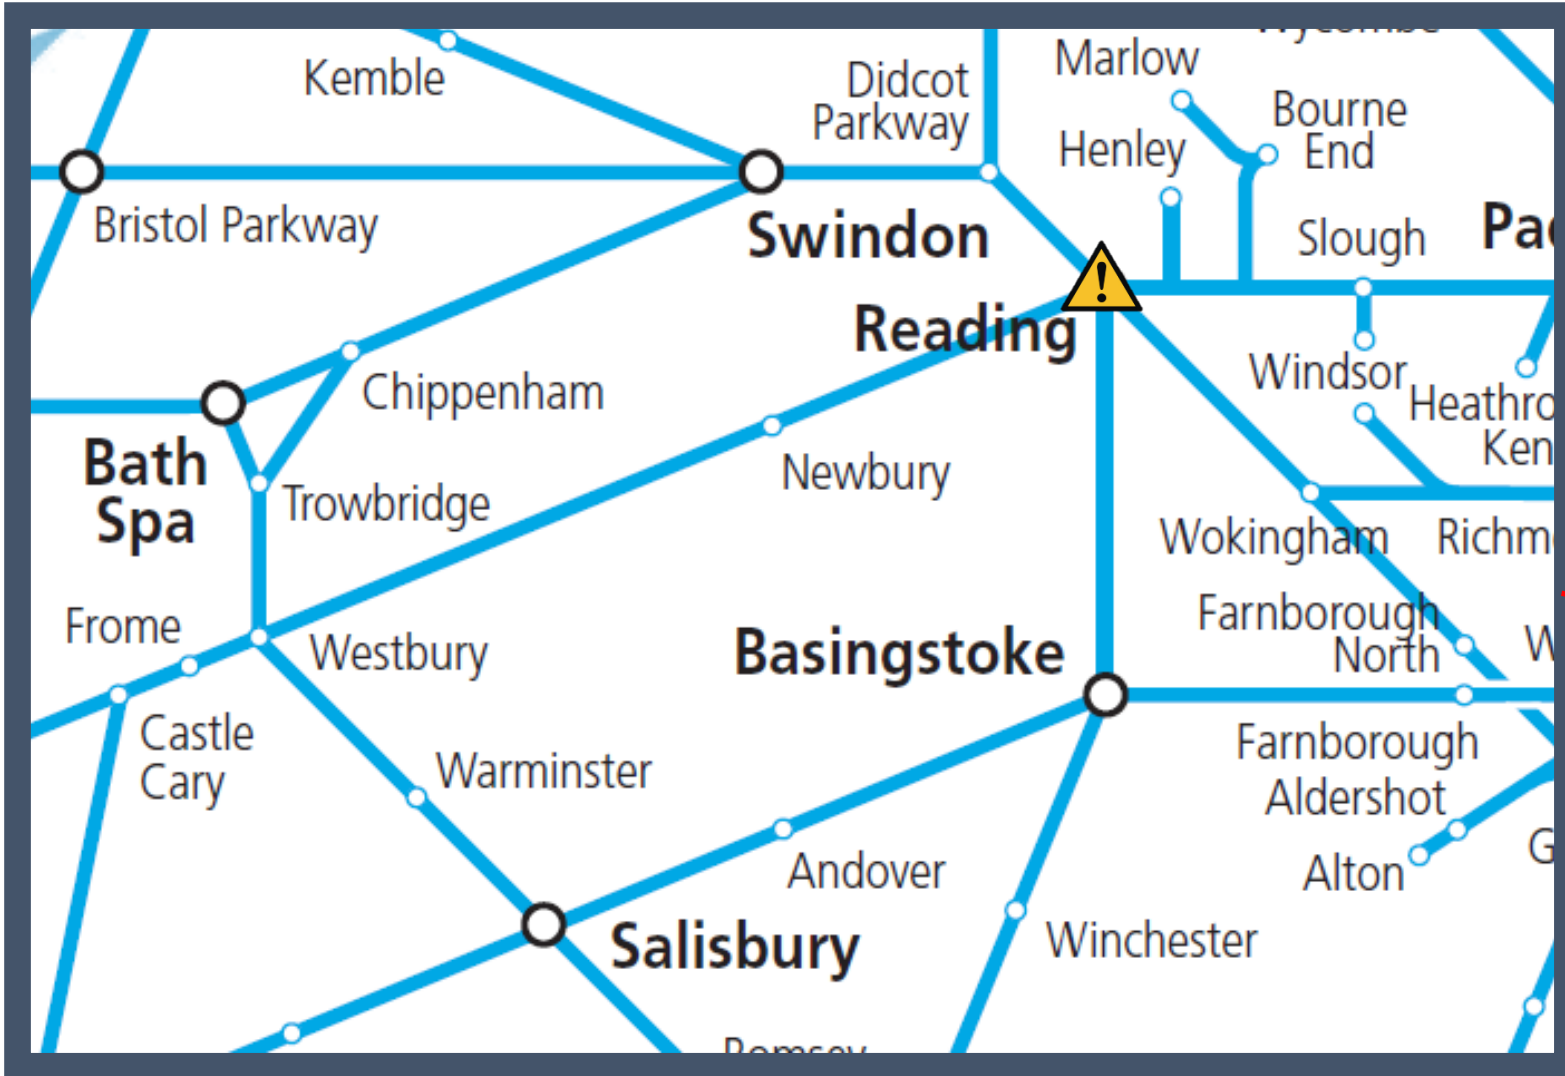 Marlow
Kemble
Didcot
Parkway
Bourne
End
Henley
Bristol Parkway
Swindon
Slough
Reading
Windsor
Chippenham
Bath
Spa
Trowbridge
Newbury
Wokingham
Frome
Westbury
Basingstoke
Farnborough
North
Castle
Cary
Warminster
Farnborough
Aldershot
Andover
Alton
Salisbury
Winchester